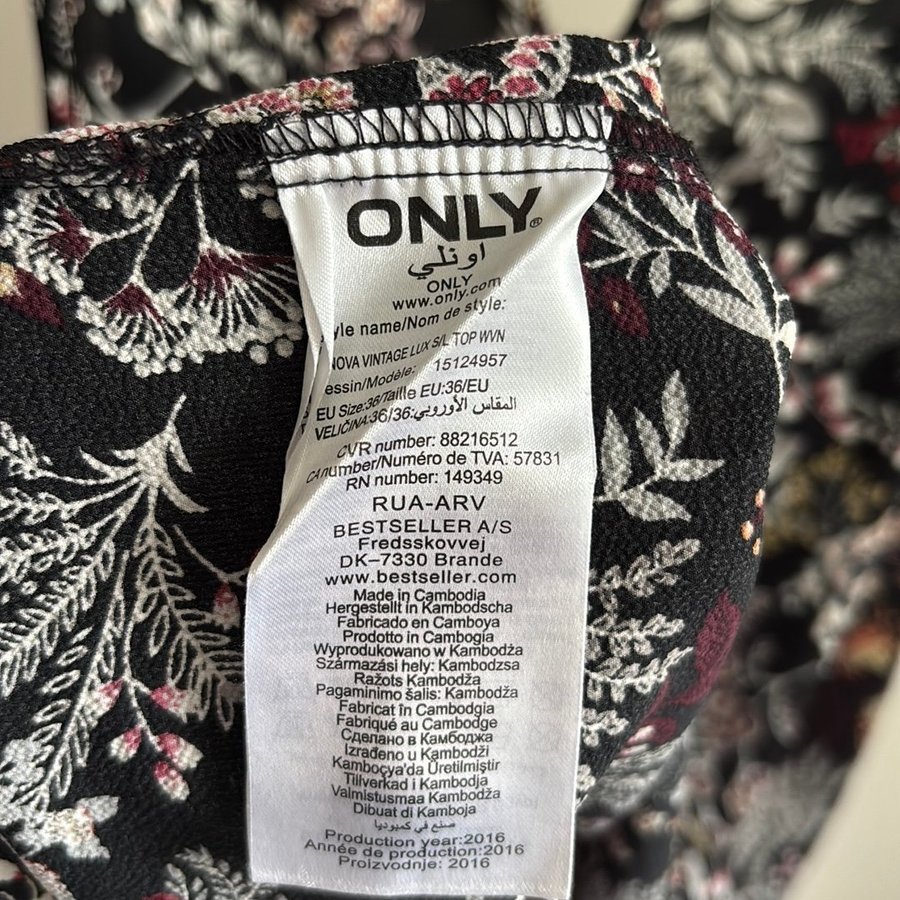 ONLY®
اونلي
ONLY
www.only.com
yle name/Nom de style:
NOVA VINTAGE LUX S/L TOP WVN
essin/Modèle: 15124957
EU Size:36/Taille EU:36/EU
VELIČINA:36/36:المقاس الأوروبي
CVR number: 88216512
CA number/Numéro de TVA: 57831
RN number: 149349
RUA-ARV
BESTSELLER A/S
Fredsskovvej
DK–7330 Brande
www.bestseller.com
Made in Cambodia
Hergestellt in Kambodscha
Fabricado en Camboya
Prodotto in Cambogia
Wyprodukowano w Kambodża
Származási hely: Kambodzsa
Ražots Kambodža
Pagaminimo šalis: Kambodža
Fabricat în Cambodgia
Fabriqué au Cambodge
Сделано в Камбоджа
Izrađeno u Kambodži
Kamboçya'da Üretilmiştir
Tillverkad i Kambodja
Valmistusmaa Kambodža
Dibuat di Kamboja
صنع في كمبوديا
Production year:2016
Année de production:2016
Proizvodnje: 2016